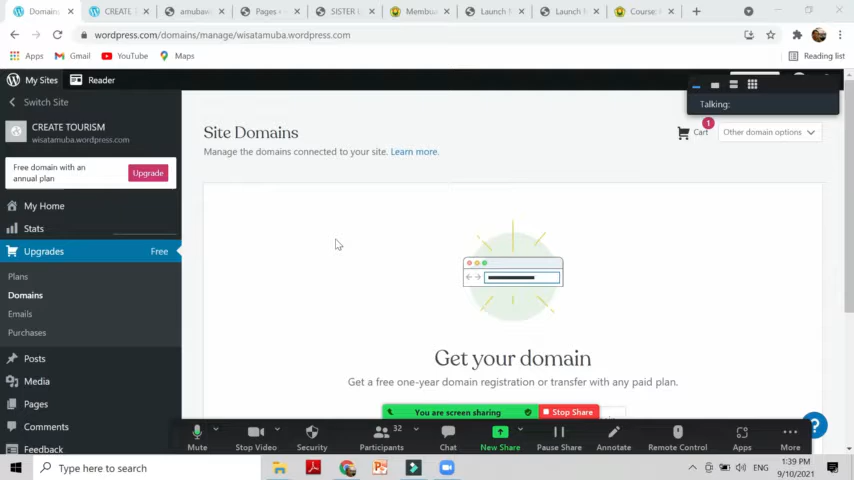 Domains
CREATE
amubaw
Pages -
SISTER
Membua
Launch
Launch
Course:
wordpress.com/domains/manage/wisatamuba.wordpress.com
Apps
Gmail
YouTube
Maps
Reading list
My Sites
Reader
Talking:
Switch Site
CREATE TOURISM
wisatamuba.wordpress.com
Free domain with an
annual plan
Upgrade
My Home
Stats
Upgrades Free
Plans
Domains
Emails
Purchases
Posts
Media
Pages
Comments
Feedback
Site Domains
Manage the domains connected to your site. Learn more.
1
Cart
Other domain options
Get your domain
Get a free one-year domain registration or transfer with any paid plan.
You are screen sharing
Stop Share
Mute
Stop Video
Security
32
Participants
Chat
New Share
Pause Share
Annotate
Remote Control
Apps
More
?
Type here to search
ENG
1:39 PM
9/10/2021